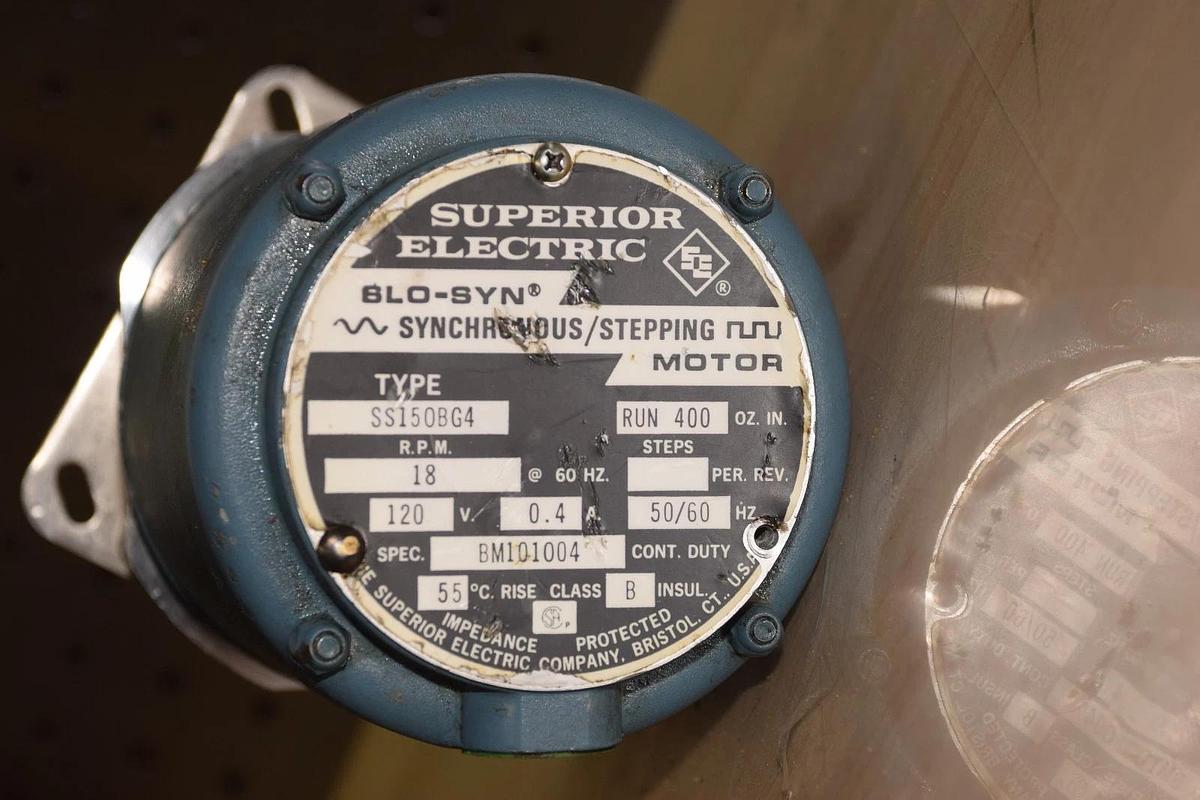 SUPERIOR
ELECTRIC
SE ®
SLO-SYN®
SYNCHRONOUS/STEPPING
MOTOR
TYPE
SS150BG4 RUN 400 OZ. IN.
R.P.M. STEPS
18 @ 60 HZ. PER. REV.
120 V. 0.4 A. 50/60 HZ.
SPEC. BM101004 CONT. DUTY
55 °C. RISE CLASS B INSUL.
IMPEDANCE PROTECTED
THE SUPERIOR ELECTRIC COMPANY, BRISTOL, CT., U.S.A.